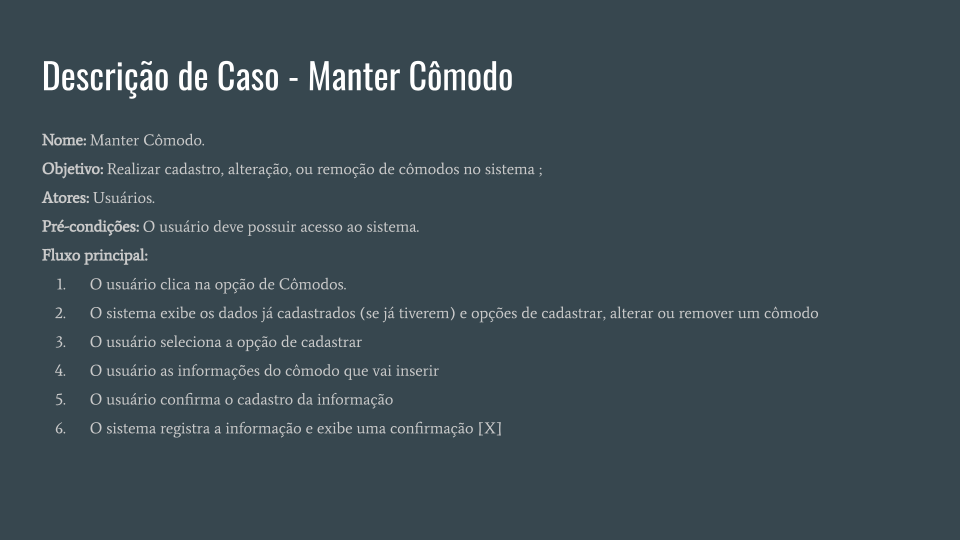 Descrição de Caso - Manter Cômodo
Nome: Manter Cômodo.
Objetivo: Realizar cadastro, alteração, ou remoção de cômodos no sistema ;
Atores: Usuários.
Pré-condições: O usuário deve possuir acesso ao sistema.
Fluxo principal:
1. O usuário clica na opção de Cômodos.
2. O sistema exibe os dados já cadastrados (se já tiverem) e opções de cadastrar, alterar ou remover um cômodo
3. O usuário seleciona a opção de cadastrar
4. O usuário as informações do cômodo que vai inserir
5. O usuário confirma o cadastro da informação
6. O sistema registra a informação e exibe uma confirmação [X]